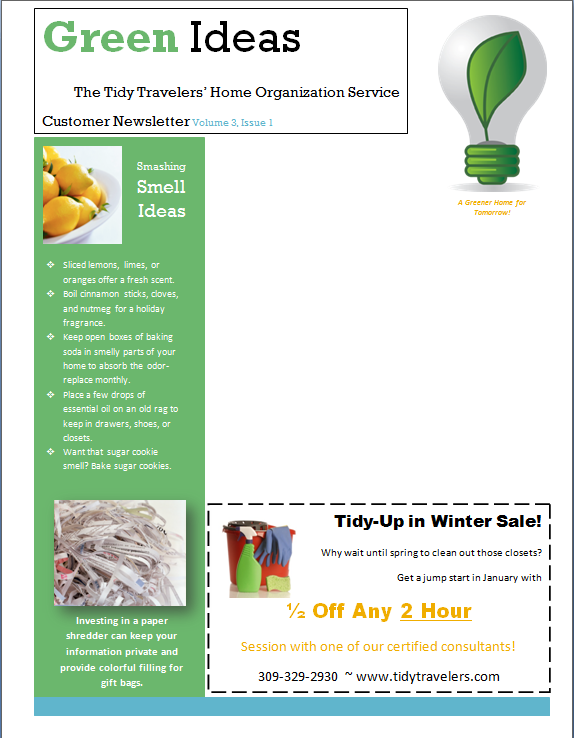 Green Ideas
The Tidy Travelers' Home Organization Service
Customer Newsletter Volume 3, Issue 1
A Greener Home for
Tomorrow!
Smashing
Smell
Ideas
❖ Sliced lemons, limes, or
oranges offer a fresh scent.
❖ Boil cinnamon sticks, cloves,
and nutmeg for a holiday
fragrance.
❖ Keep open boxes of baking
soda in smelly parts of your
home to absorb the odor-
replace monthly.
❖ Place a few drops of
essential oil on an old rag to
keep in drawers, shoes, or
closets.
❖ Want that sugar cookie
smell? Bake sugar cookies.
Investing in a paper
shredder can keep your
information private and
provide colorful filling for
gift bags.
Tidy-Up in Winter Sale!
Why wait until spring to clean out those closets?
Get a jump start in January with
½ Off Any 2 Hour
Session with one of our certified consultants!
309-329-2930 ~ www.tidytravelers.com